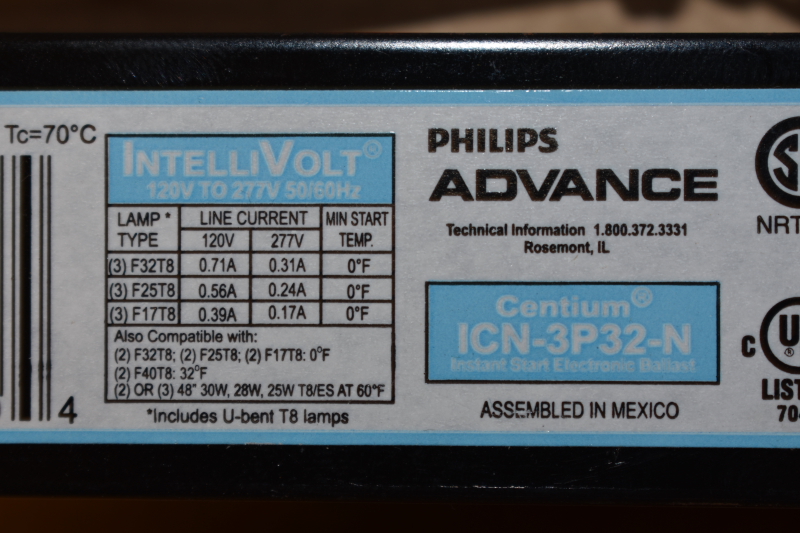 Tc=70°C
4
INTELLIVOLT®
120V TO 277V 50/60Hz
LAMP * TYPE LINE CURRENT MIN START TEMP.
120V 277V
(3) F32T8 0.71A 0.31A 0°F
(3) F25T8 0.56A 0.24A 0°F
(3) F17T8 0.39A 0.17A 0°F
Also Compatible with:
(2) F32T8; (2) F25T8; (2) F17T8: 0°F
(2) F40T8: 32°F
(2) OR (3) 48" 30W, 28W, 25W T8/ES AT 60°F
*Includes U-bent T8 lamps
PHILIPS
ADVANCE
Technical Information 1.800.372.3331
Rosemont, IL
Centium®
ICN-3P32-N
Instant Start Electronic Ballast
ASSEMBLED IN MEXICO
NRT
C U
LIST
70